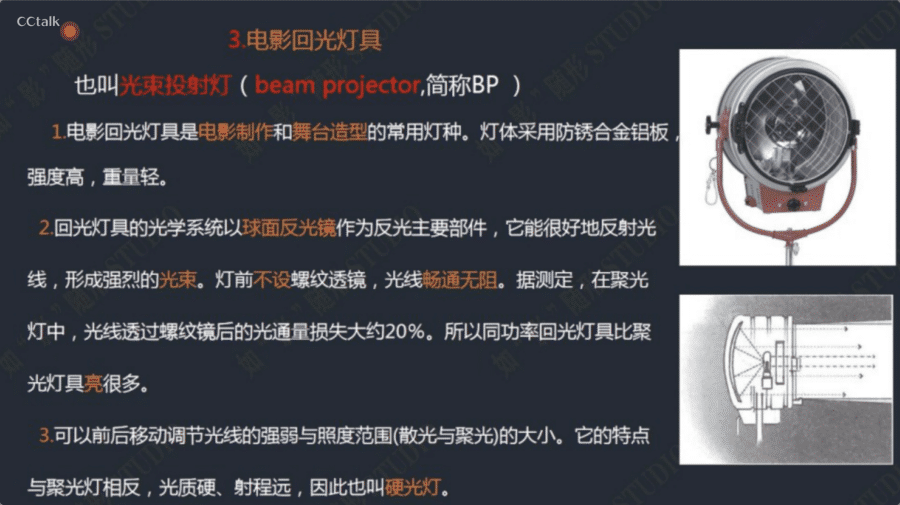 CCtalk
3.电影回光灯具
也叫光束投射灯（beam projector,简称BP ）
1.电影回光灯具是电影制作和舞台造型的常用灯种。灯体采用防锈合金铝板，
强度高，重量轻。
2.回光灯具的光学系统以球面反光镜作为反光主要部件，它能很好地反射光
线，形成强烈的光束。灯前不设螺纹透镜，光线畅通无阻。据测定，在聚光
灯中，光线透过螺纹镜后的光通量损失大约20%。所以同功率回光灯具比聚
光灯具亮很多。
3.可以前后移动调节光线的强弱与照度范围(散光与聚光)的大小。它的特点
与聚光灯相反，光质硬、射程远，因此也叫硬光灯。